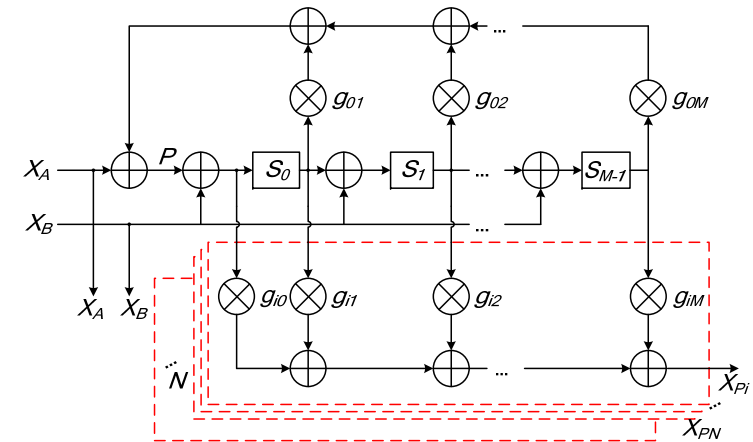 ...
g01 g02 g0M
XA P S0 S1 ... SM-1
XB ...
XA XB gi0 gi1 gi2 giM
... N ... XPi
... XPN